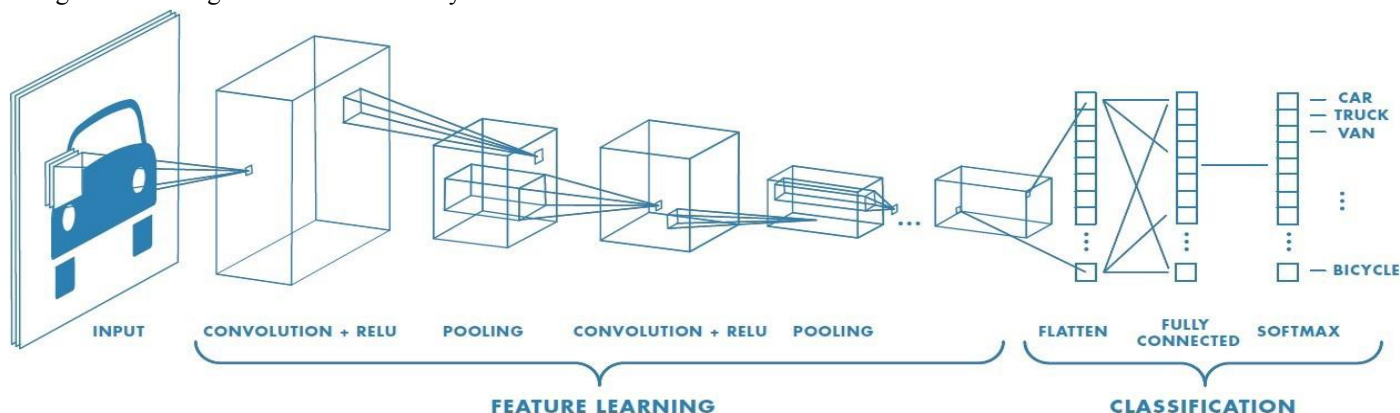 CAR
TRUCK
VAN
BICYCLE
INPUT
CONVOLUTION + RELU
POOLING
CONVOLUTION + RELU
POOLING
FLATTEN
FULLY
CONNECTED
SOFTMAX
FEATURE LEARNING
CLASSIFICATION